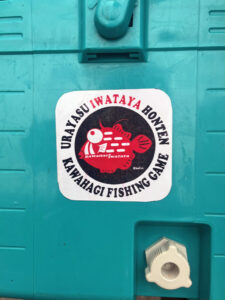 URAYASU IWATAYA HONTEN
KAWAHAGI FISHING GAME